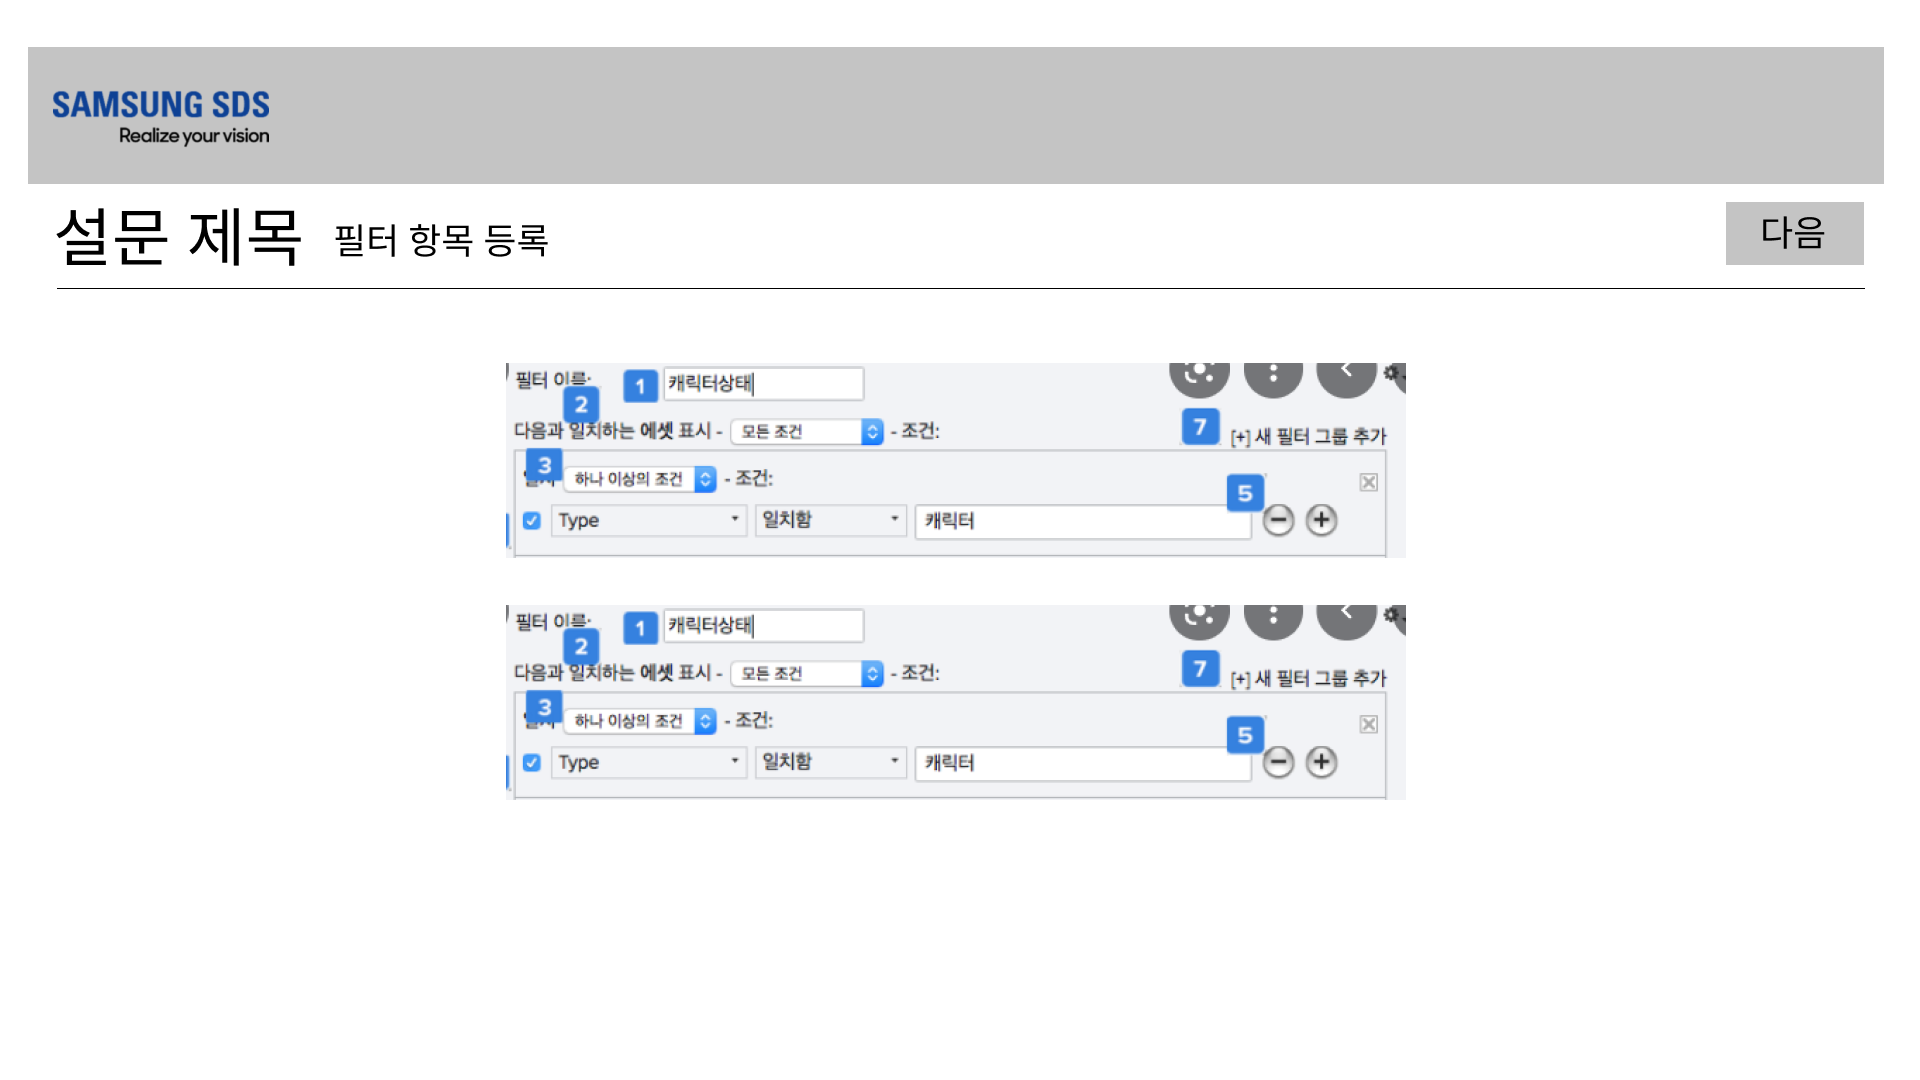 SAMSUNG SDS
Realize your vision
설문 제목 필터 항목 등록
다음
필터 이름: 1 캐릭터상태
2
다음과 일치하는 에셋 표시 - 모든 조건 - 조건: 7 [+] 새 필터 그룹 추가
3 하나 이상의 조건 - 조건:
5
Type 일치함 캐릭터
필터 이름: 1 캐릭터상태
2
다음과 일치하는 에셋 표시 - 모든 조건 - 조건: 7 [+] 새 필터 그룹 추가
3 하나 이상의 조건 - 조건:
5
Type 일치함 캐릭터